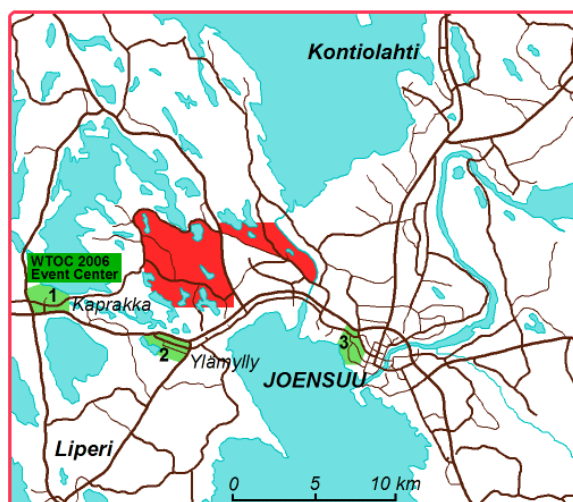 Kontiolahti
WTOC 2006
Event Center
1
Kaprakka
2
Ylämylly
3
JOENSUU
Liperi
0 5 10 km